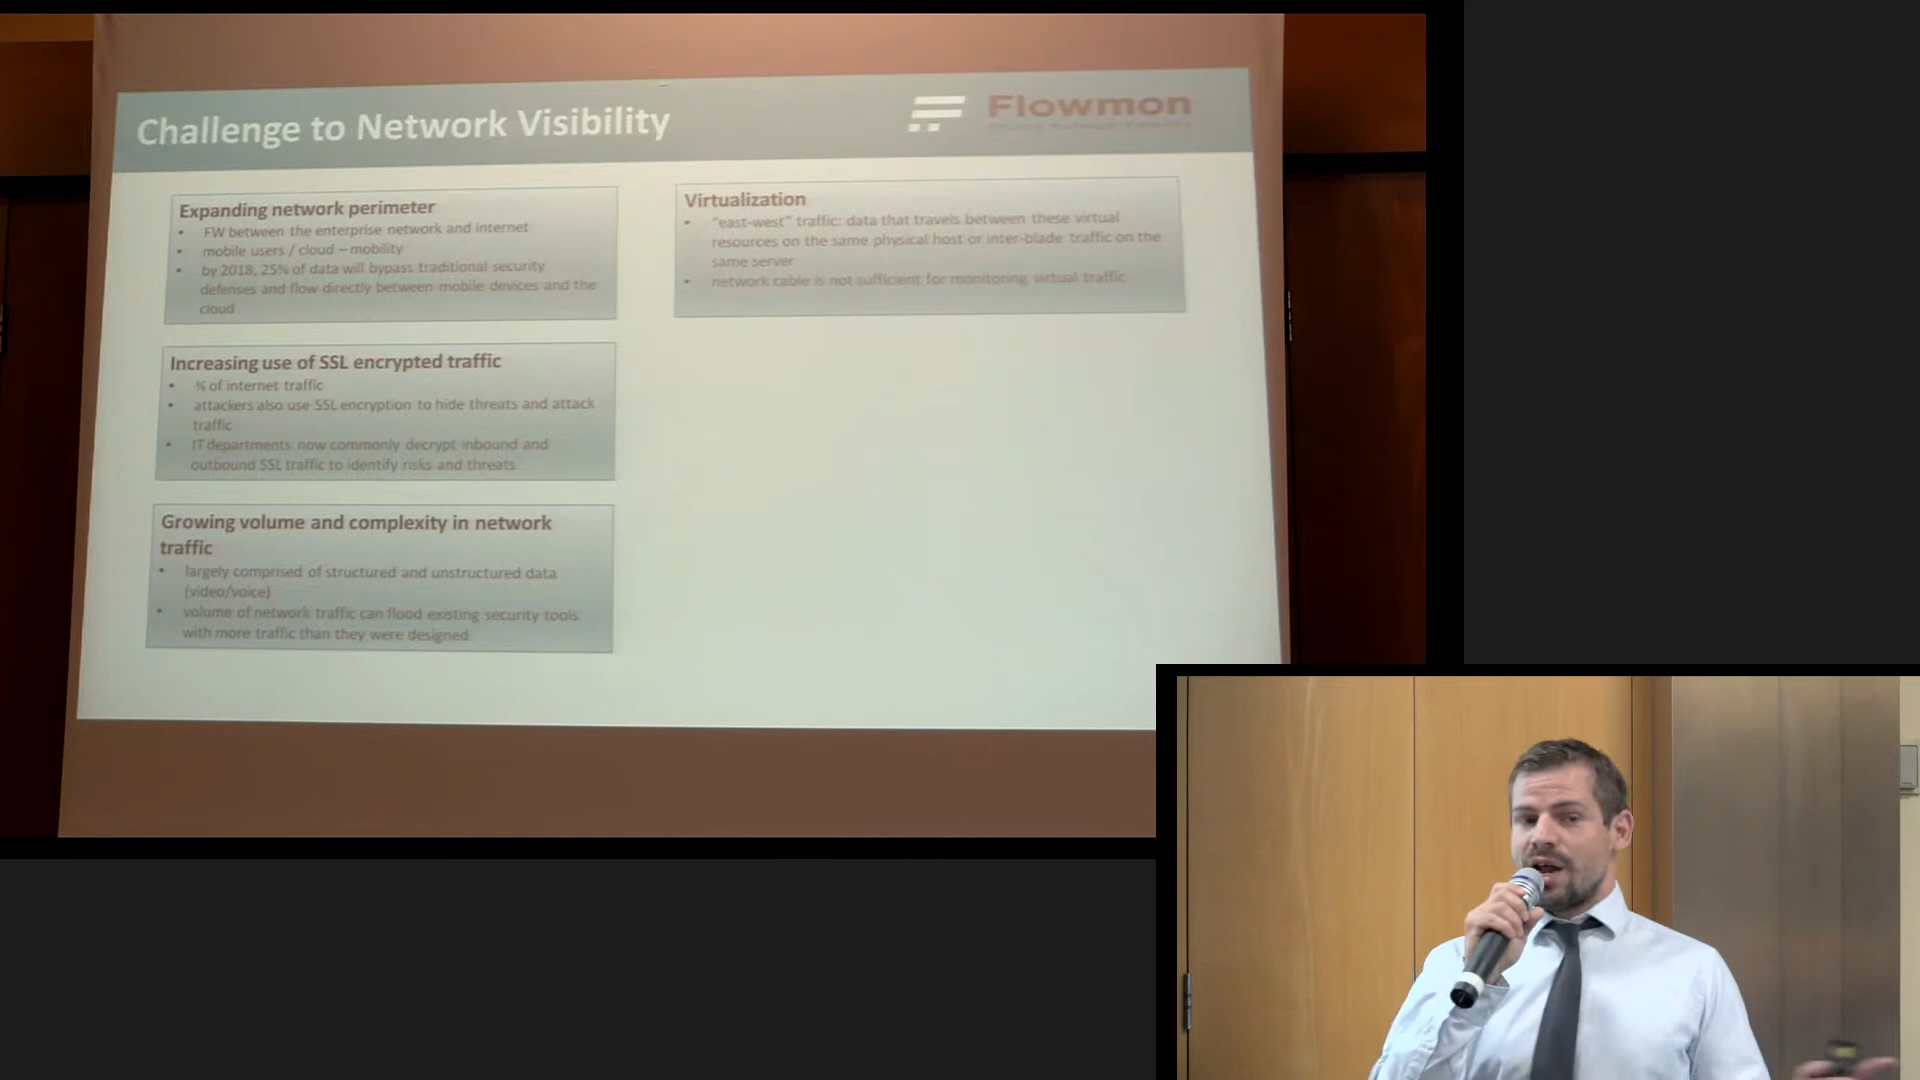 Challenge to Network Visibility
Flowmon
Expanding network perimeter
• FW between the enterprise network and internet
• mobile users / cloud – mobility
• by 2018, 25% of data will bypass traditional security
defenses and flow directly between mobile devices and the
cloud
Increasing use of SSL encrypted traffic
• of internet traffic
• attackers also use SSL encryption to hide threats and attack
traffic
• IT departments now commonly decrypt inbound and
outbound SSL traffic to identify risks and threats
Growing volume and complexity in network
traffic
• largely comprised of structured and unstructured data
(video/voice)
• volume of network traffic can flood existing security tools
with more traffic than they were designed
Virtualization
• "east-west" traffic: data that travels between these virtual
resources on the same physical host or inter-blade traffic on the
same server
• network cable is not sufficient for monitoring virtual traffic